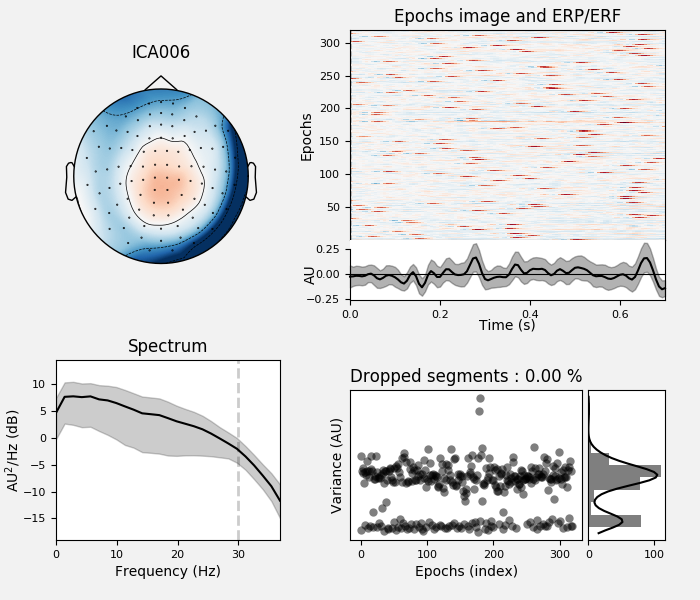 ICA006
Epochs image and ERP/ERF
300
250
200
150
100
50
Epochs
0.25
0.00
−0.25
AU
0.0 0.2 0.4 0.6
Time (s)
Spectrum
10
5
0
−5
−10
−15
AU²/Hz (dB)
0 10 20 30
Frequency (Hz)
Dropped segments : 0.00 %
Variance (AU)
0 100 200 300
Epochs (index)
0 100